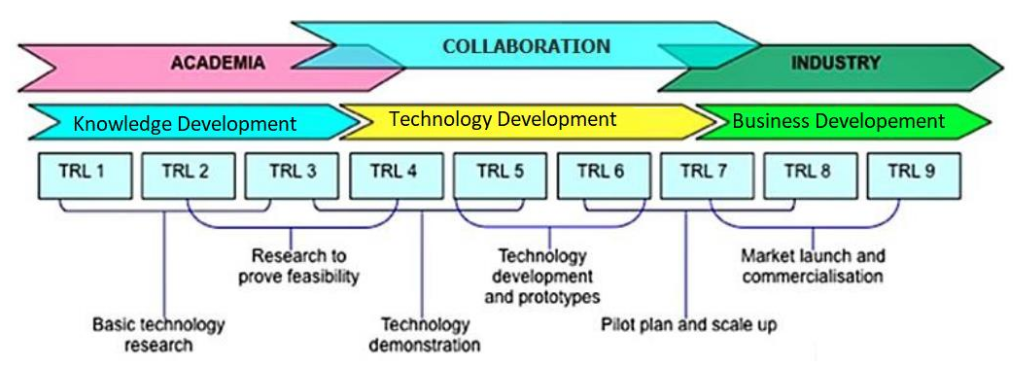 COLLABORATION
ACADEMIA
INDUSTRY
Knowledge Development
Technology Development
Business Developement
TRL 1
TRL 2
TRL 3
TRL 4
TRL 5
TRL 6
TRL 7
TRL 8
TRL 9
Research to
prove feasibility
Technology
development
and prototypes
Market launch and
commercialisation
Basic technology
research
Technology
demonstration
Pilot plan and scale up